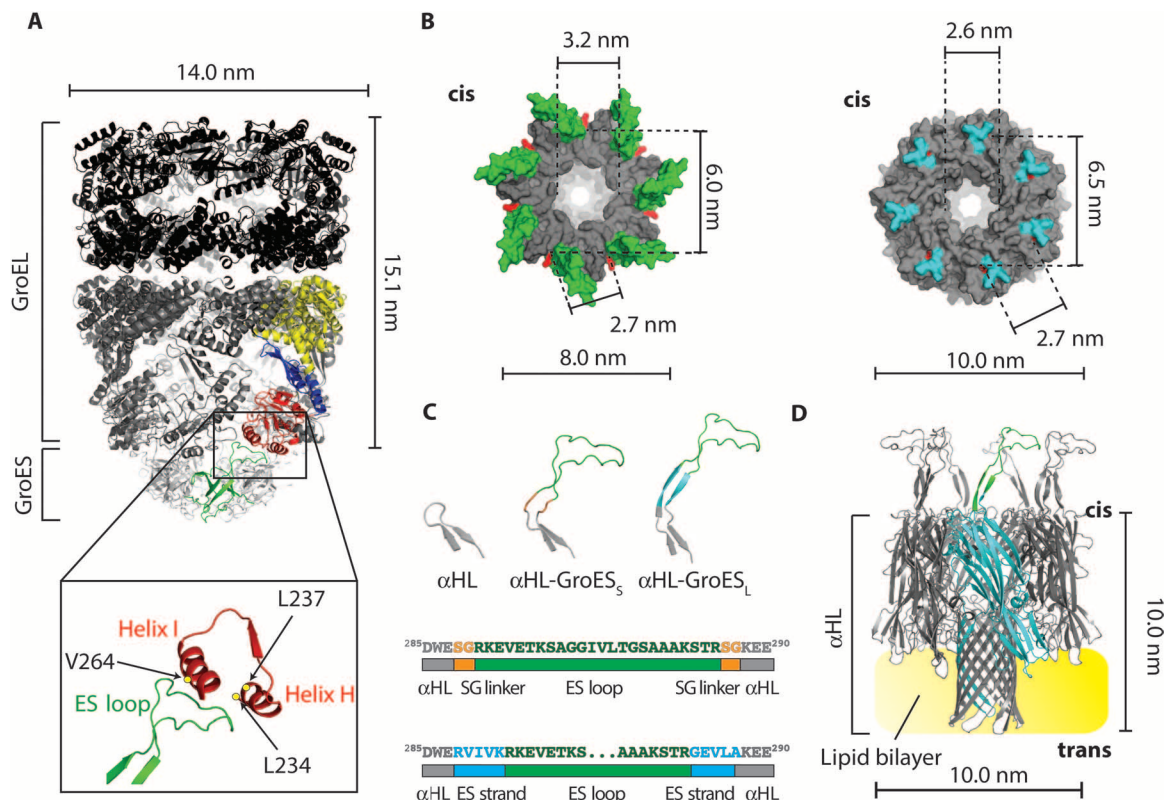 A
14.0 nm
GroEL
15.1 nm
GroES
L237
Helix I
V264
ES loop
Helix H
L234
B
3.2 nm
cis
6.0 nm
2.7 nm
8.0 nm
2.6 nm
cis
6.5 nm
2.7 nm
10.0 nm
C
αHL
αHL-GroESS
αHL-GroESL
285DWESGRKEVETKSAGGIVLTGSAAAKSTRSGKEE290
αHL SG linker ES loop SG linker αHL
285DWERVIVKRKEVETKS...AAAKSTRGEVLAKEE290
αHL ES strand ES loop ES strand αHL
D
cis
αHL
10.0 nm
Lipid bilayer
trans
10.0 nm